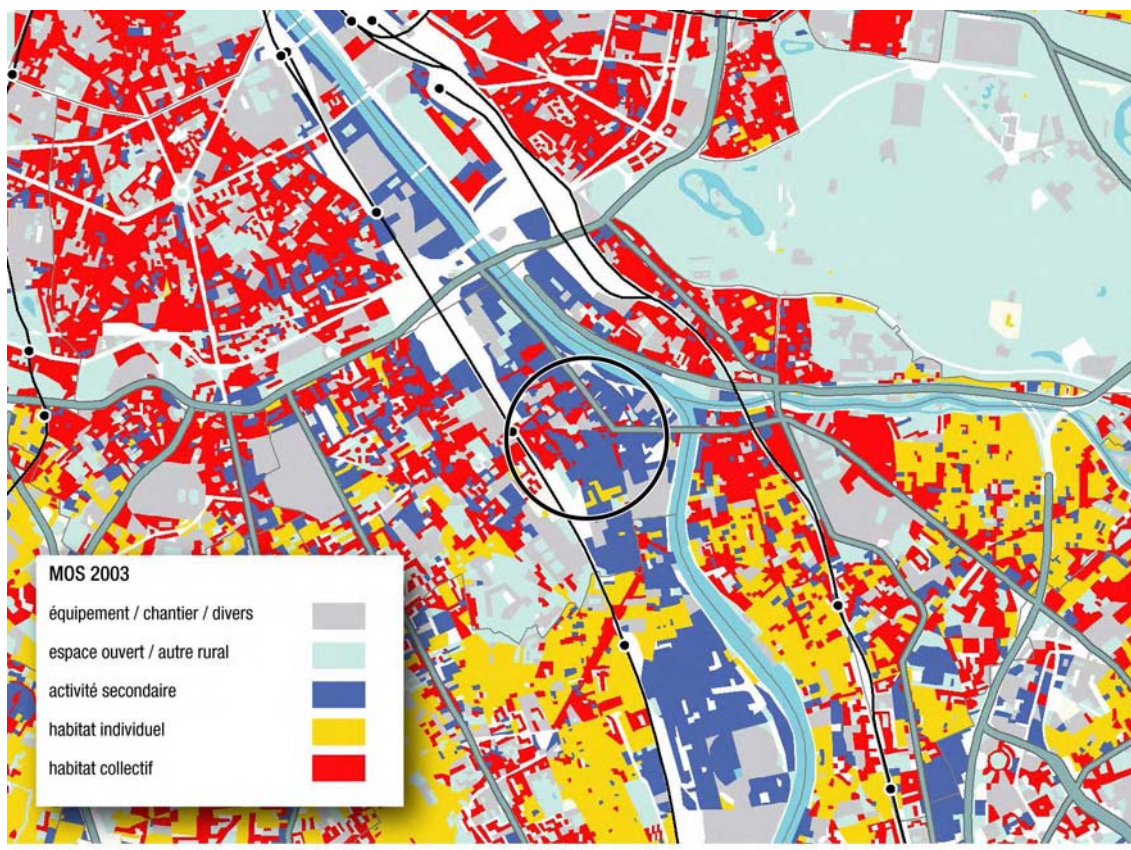 MOS 2003
équipement / chantier / divers
espace ouvert / autre rural
activité secondaire
habitat individuel
habitat collectif